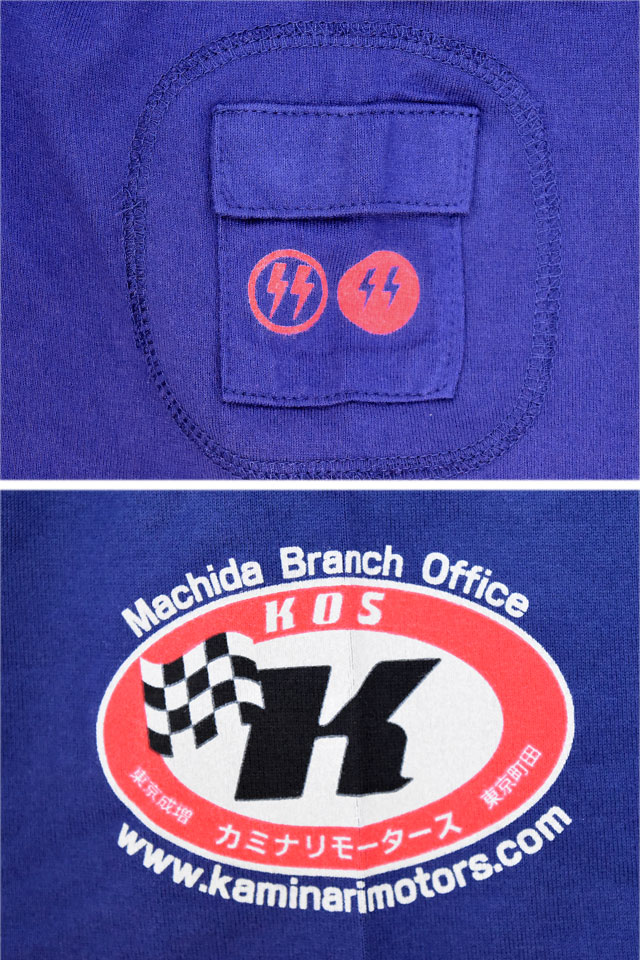 Machida Branch Office
KOS
K
東京成増
カミナリモータース
東京町田
www.kaminarimotors.com